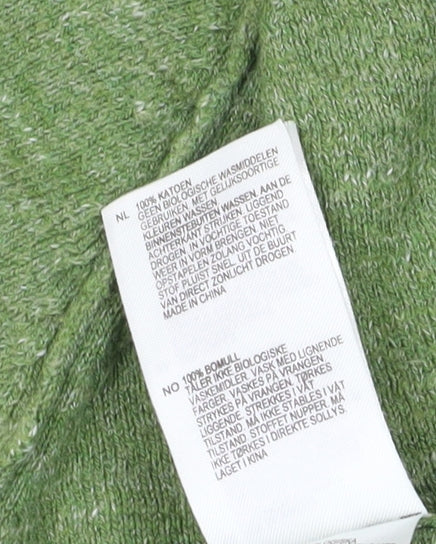 NL 100% KATOEN
GEEN BIOLOGISCHE WASMIDDELEN
GEBRUIKEN. MET GELIJKSOORTIGE
KLEUREN WASSEN
BINNENSTEBUITEN WASSEN. AAN DE
ACHTERKANT STRIJKEN. LIGGEND
DROGEN. IN VOCHTIGE TOESTAND
WEER IN VORM BRENGEN. NIET
OPSTAPELEN ZOLANG VOCHTIG
STOF PLUIST SNEL. UIT DE BUURT
VAN DIRECT ZONLICHT DROGEN.
MADE IN CHINA
NO 100% BOMULL
TÅLER IKKE BIOLOGISKE
VASKEMIDLER. VASK MED LIGNENDE
FARGER. VASKES PÅ VRANGEN.
STRYKES PÅ VRANGEN. TØRKES
LIGGENDE STREKKES I VÅT
TILSTAND MÅ IKKE STABLES I VÅT
TILSTAND. STOFFET NUPPER. MÅ
IKKE TØRKES I DIREKTE SOLLYS.
LAGET I KINA